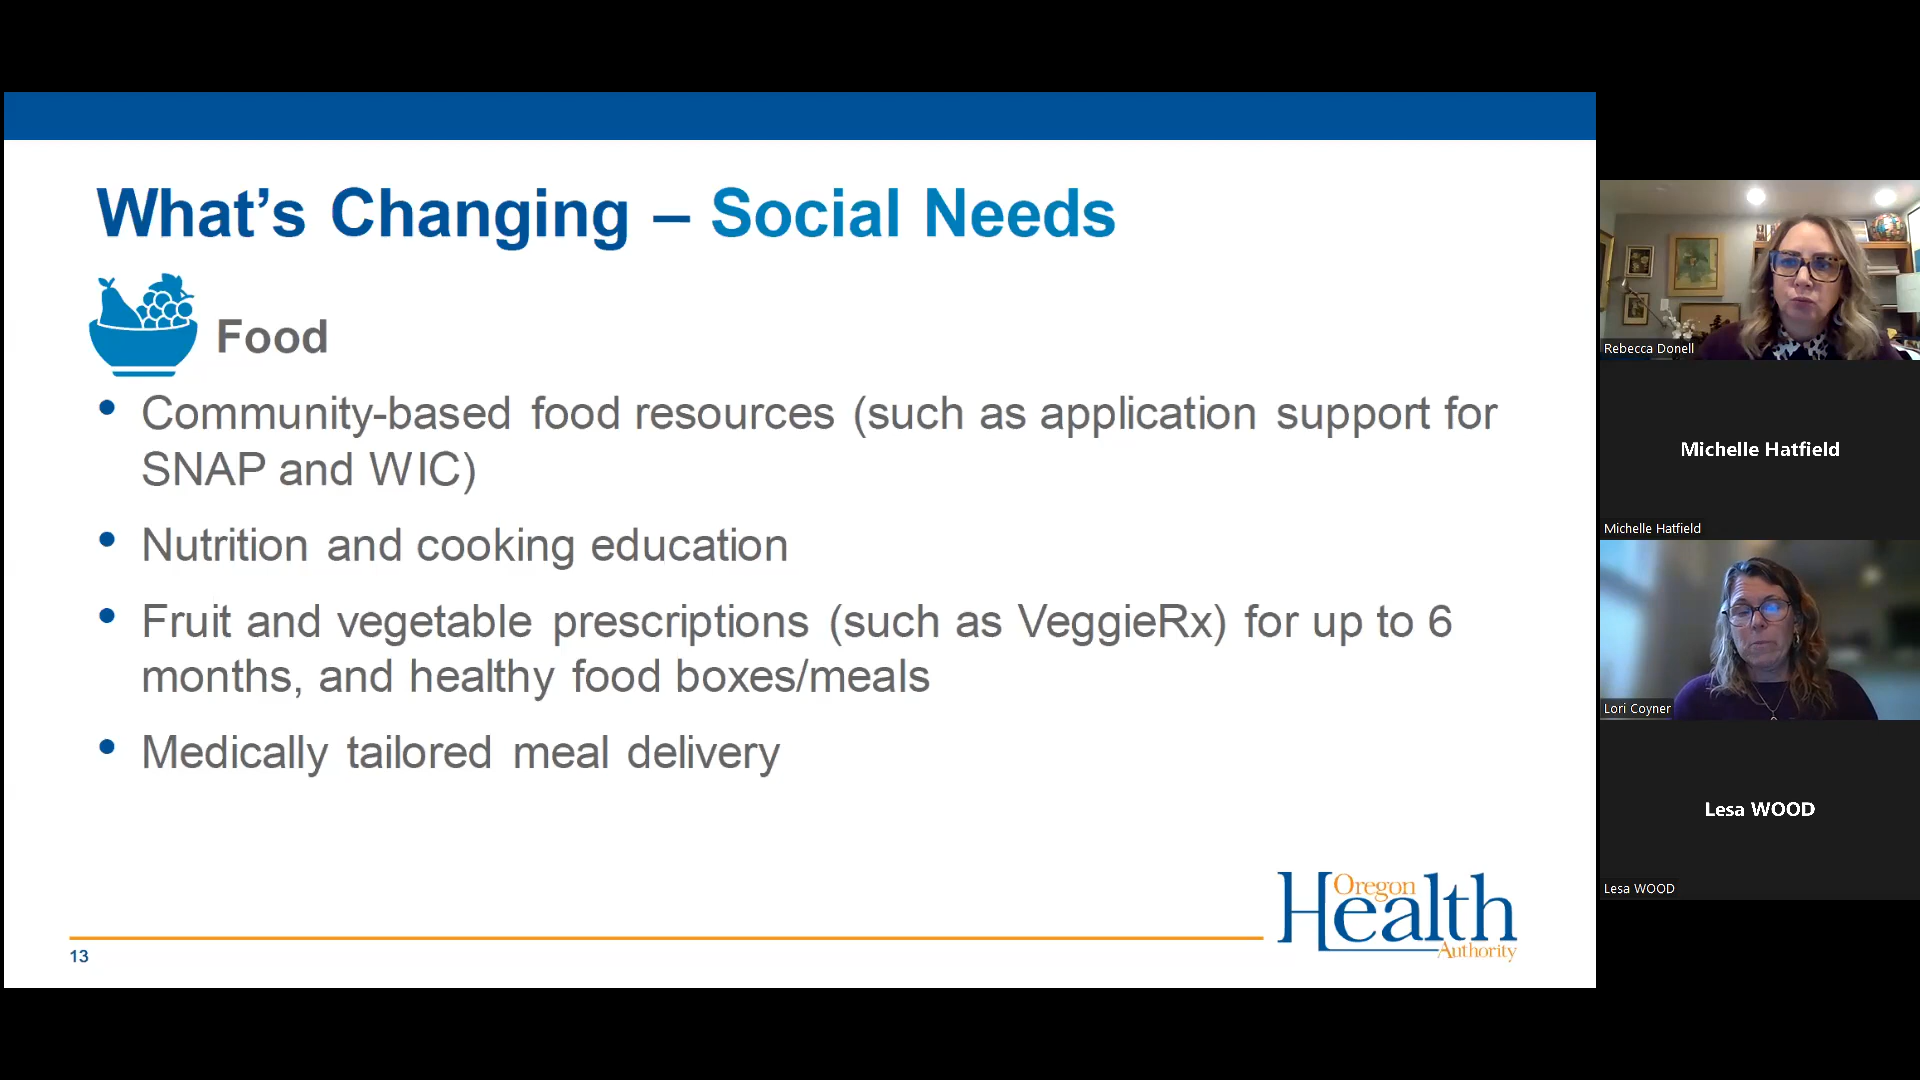 What's Changing – Social Needs
Food
• Community-based food resources (such as application support for
SNAP and WIC)
• Nutrition and cooking education
• Fruit and vegetable prescriptions (such as VeggieRx) for up to 6
months, and healthy food boxes/meals
• Medically tailored meal delivery
13
Oregon
Health
Authority
Rebecca Donell
Michelle Hatfield
Michelle Hatfield
Lori Coyner
Lesa WOOD
Lesa WOOD